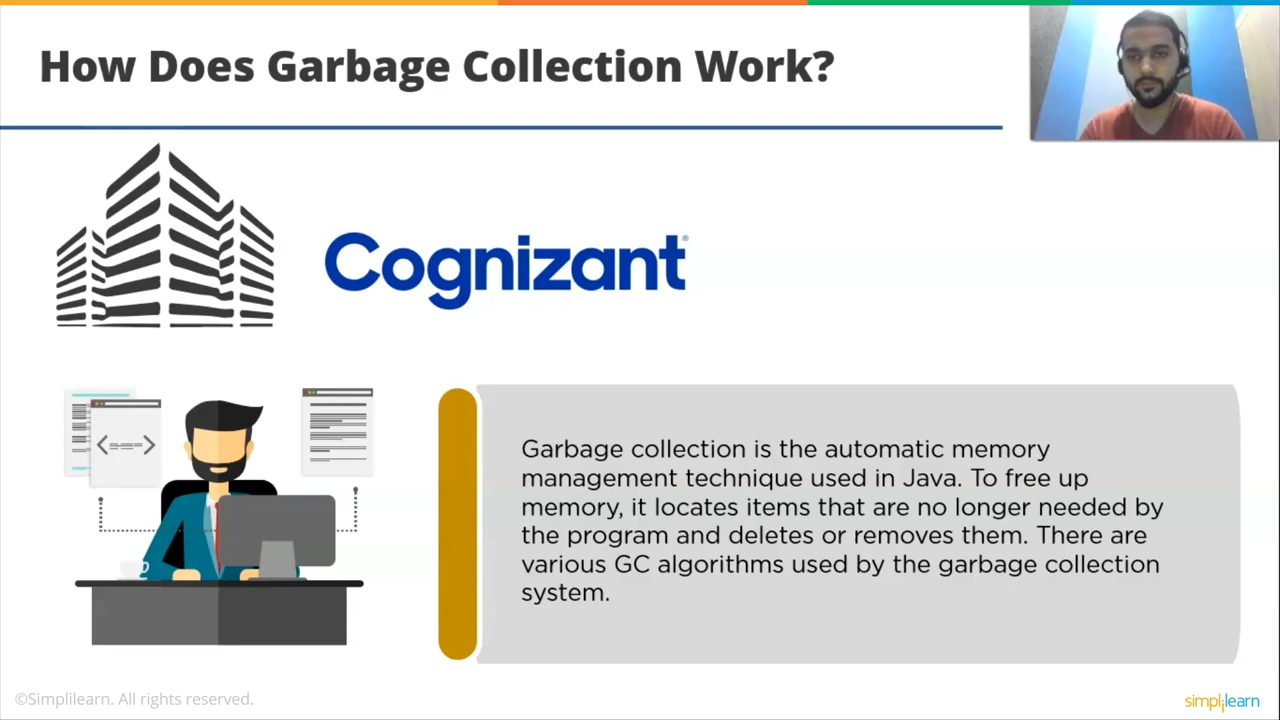 How Does Garbage Collection Work?
Cognizant®
Garbage collection is the automatic memory
management technique used in Java. To free up
memory, it locates items that are no longer needed by
the program and deletes or removes them. There are
various GC algorithms used by the garbage collection
system.
©Simplilearn. All rights reserved.
simplilearn